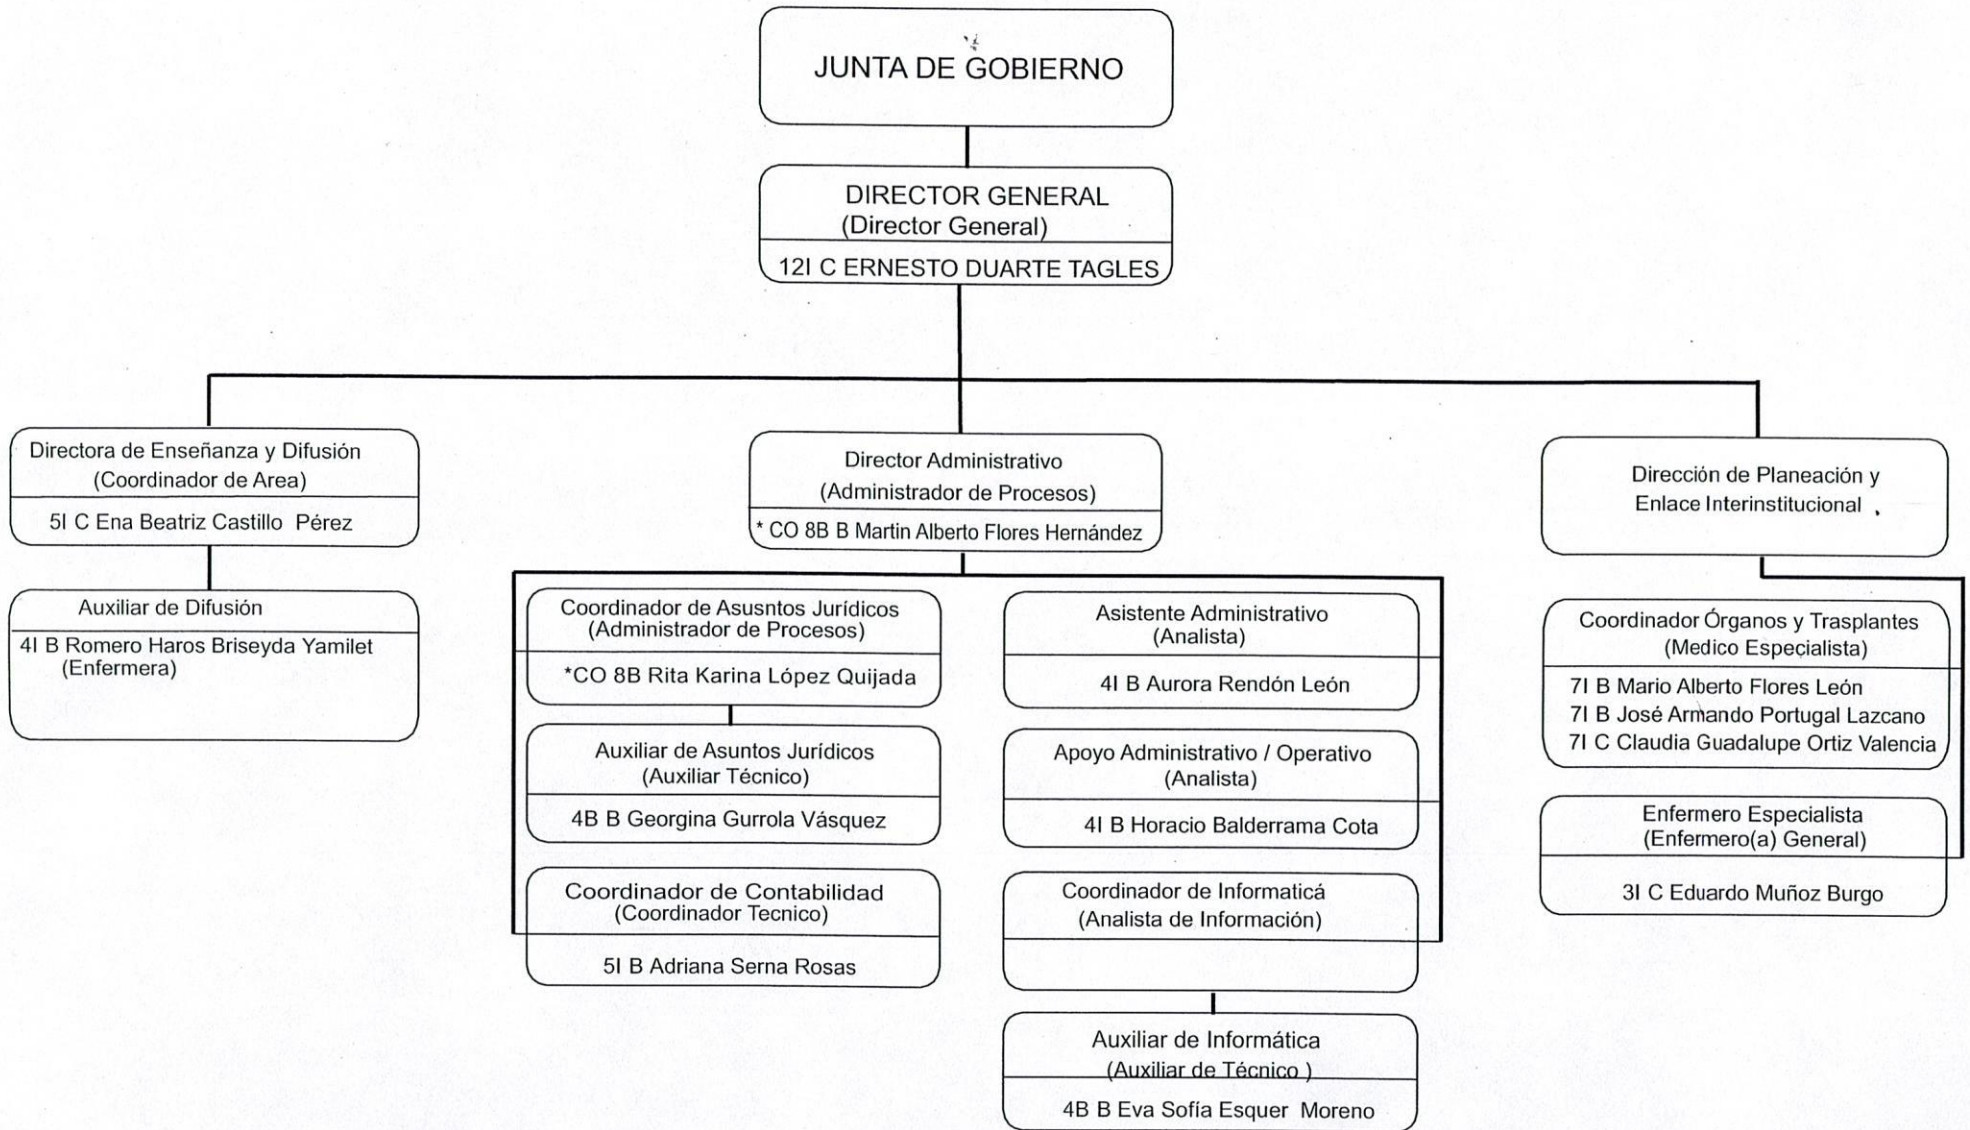 JUNTA DE GOBIERNO
DIRECTOR GENERAL
(Director General)
12I C ERNESTO DUARTE TAGLES
Directora de Enseñanza y Difusión
(Coordinador de Area)
5I C Ena Beatriz Castillo Pérez
Auxiliar de Difusión
4I B Romero Haros Briseyda Yamilet
(Enfermera)
Director Administrativo
(Administrador de Procesos)
* CO 8B B Martin Alberto Flores Hernández
Coordinador de Asusntos Jurídicos
(Administrador de Procesos)
*CO 8B Rita Karina López Quijada
Auxiliar de Asuntos Jurídicos
(Auxiliar Técnico)
4B B Georgina Gurrola Vásquez
Coordinador de Contabilidad
(Coordinador Tecnico)
5I B Adriana Serna Rosas
Asistente Administrativo
(Analista)
4I B Aurora Rendón León
Apoyo Administrativo / Operativo
(Analista)
4I B Horacio Balderrama Cota
Coordinador de Informaticá
(Analista de Información)
Auxiliar de Informática
(Auxiliar de Técnico )
4B B Eva Sofía Esquer Moreno
Dirección de Planeación y
Enlace Interinstitucional
Coordinador Órganos y Trasplantes
(Medico Especialista)
7I B Mario Alberto Flores León
7I B José Armando Portugal Lazcano
7I C Claudia Guadalupe Ortiz Valencia
Enfermero Especialista
(Enfermero(a) General)
3I C Eduardo Muñoz Burgo